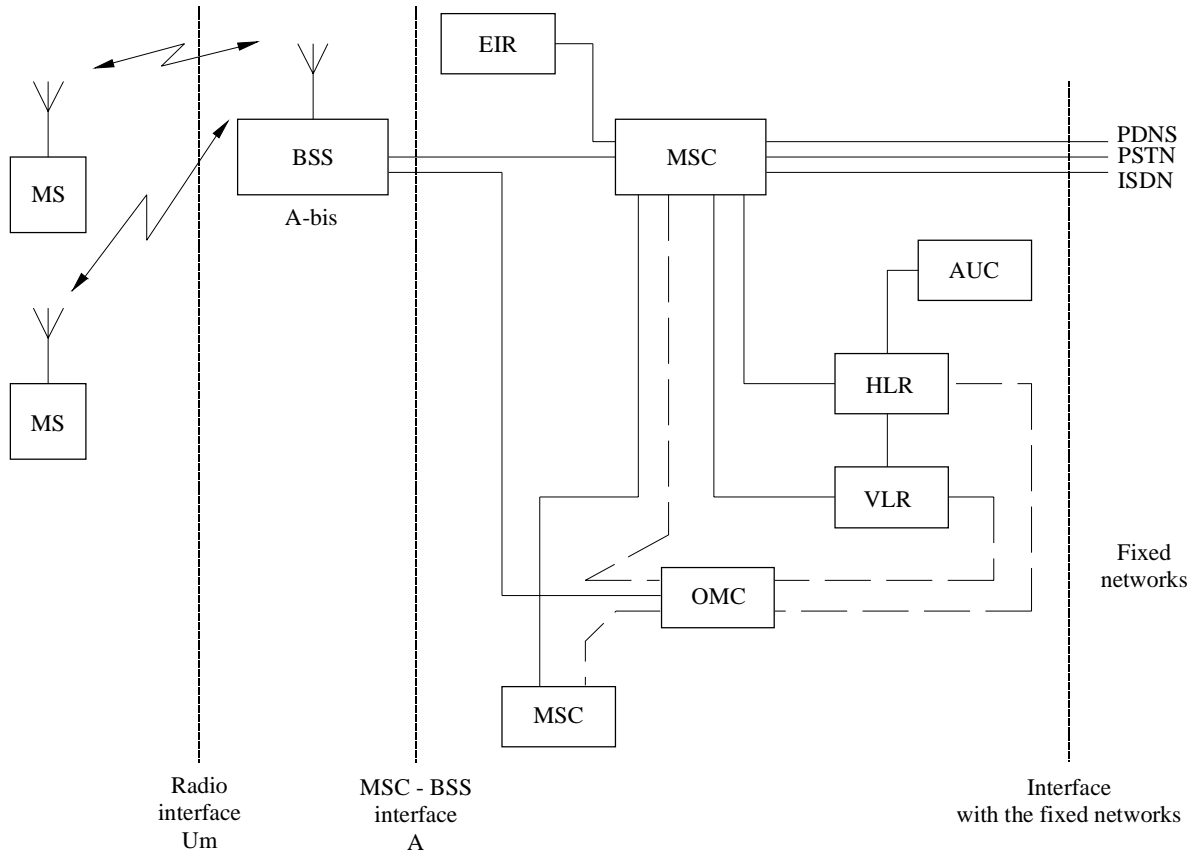 EIR
PDNS
BSS
MSC
PSTN
ISDN
MS
A-bis
AUC
HLR
MS
VLR
Fixed
networks
OMC
MSC
Radio
interface
Um
MSC - BSS
interface
A
Interface
with the fixed networks